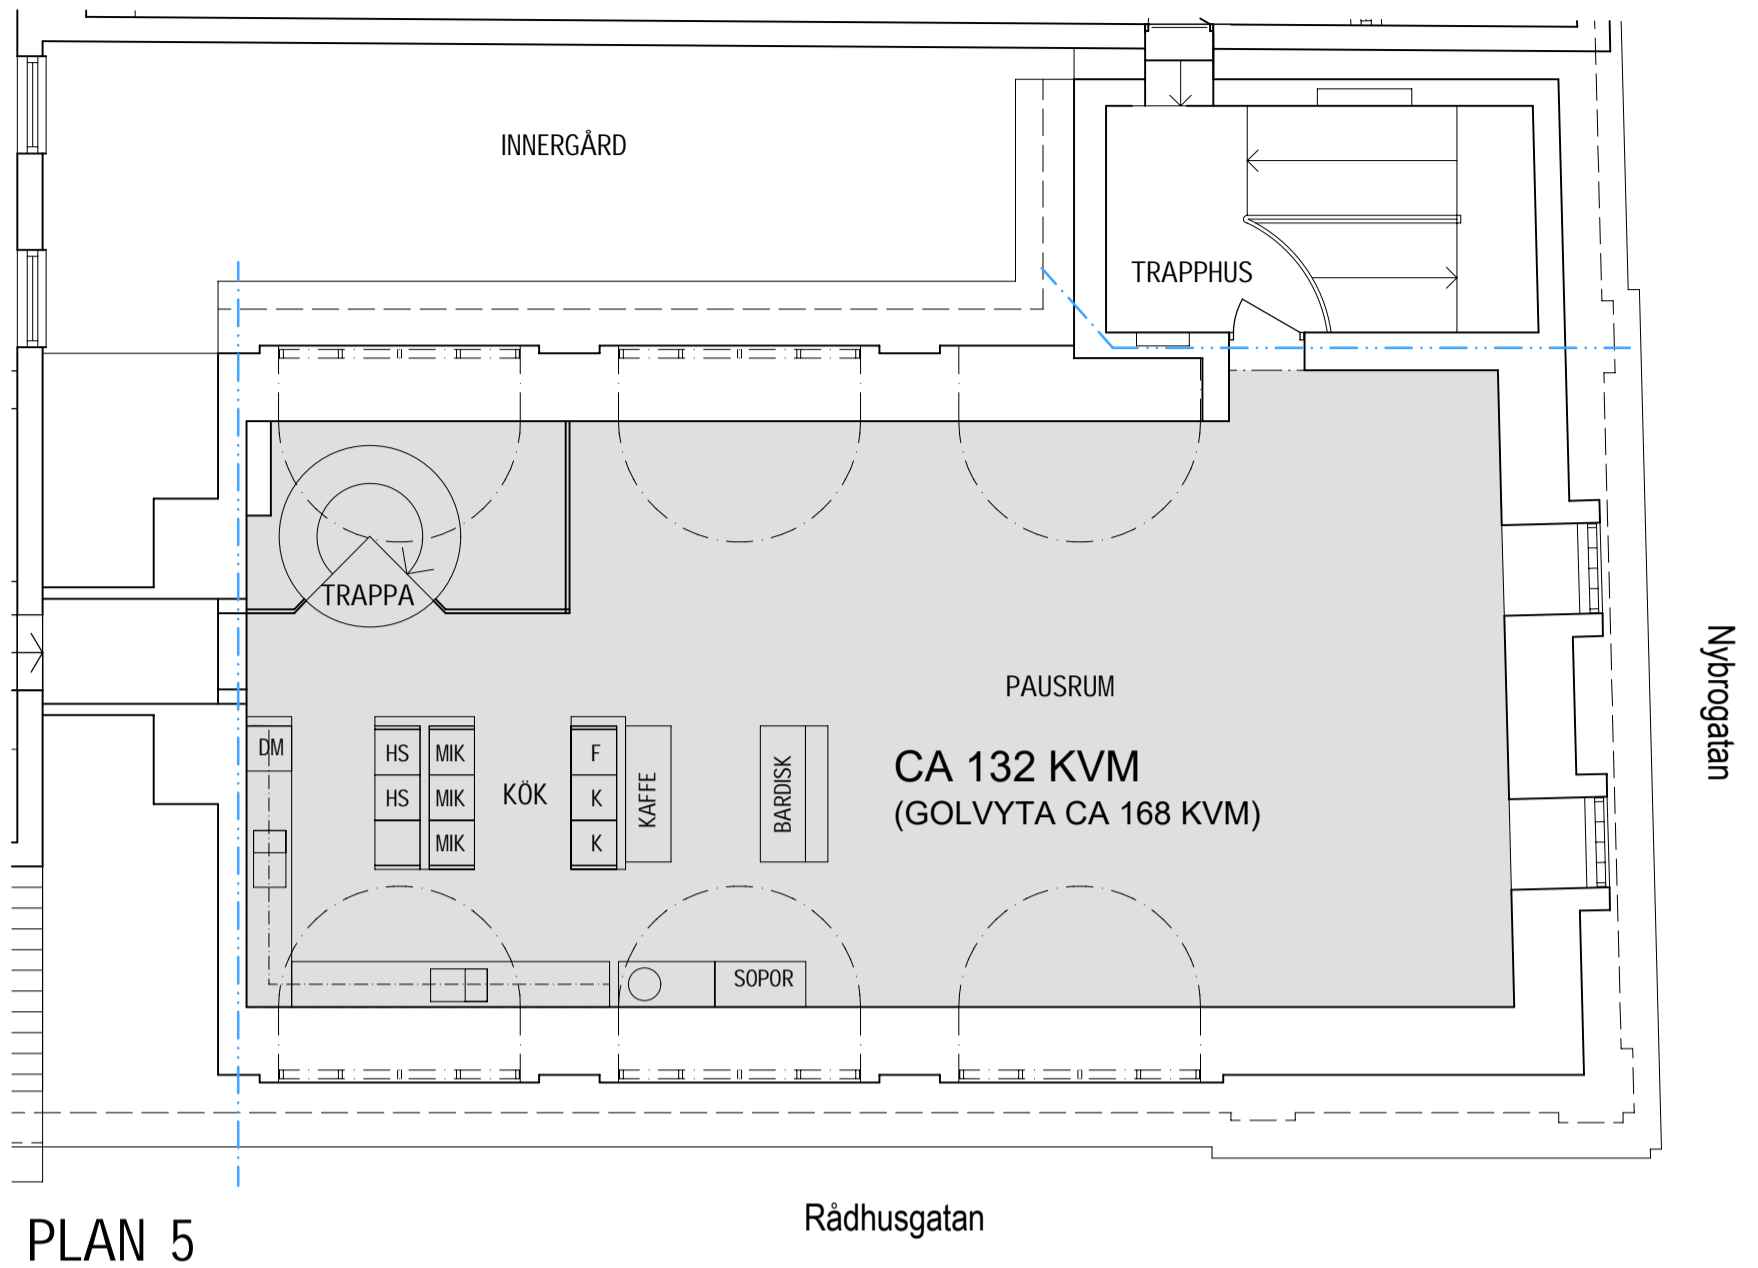 INNERGÅRD
TRAPPHUS
TRAPPA
PAUSRUM
Nybrogatan
DM
HS
MIK
F
HS
MIK
KÖK
K
KAFFE
BARDISK
MIK
K
CA 132 KVM
(GOLVYTA CA 168 KVM)
SOPOR
Rådhusgatan
PLAN 5